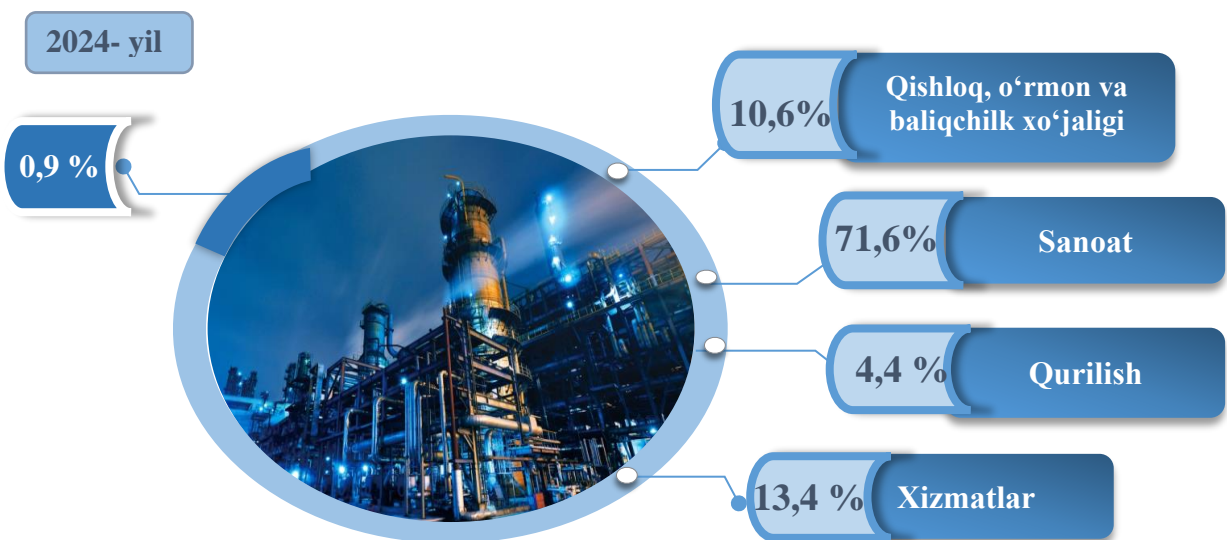 2024- yil
0,9 %
10,6%
Qishloq, o‘rmon va
baliqchilk xo‘jaligi
71,6%
Sanoat
4,4 %
Qurilish
13,4 %
Xizmatlar